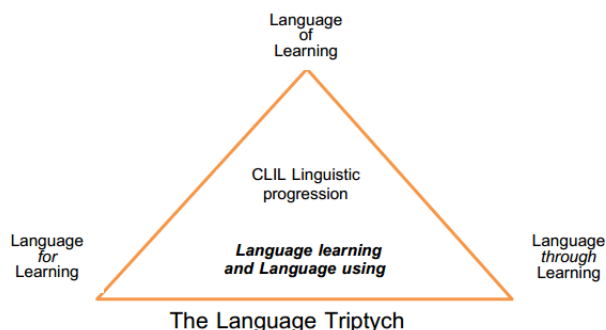 Language
of
Learning
CLIL Linguistic
progression
Language
for
Learning
Language learning
and Language using
Language
through
Learning
The Language Triptych